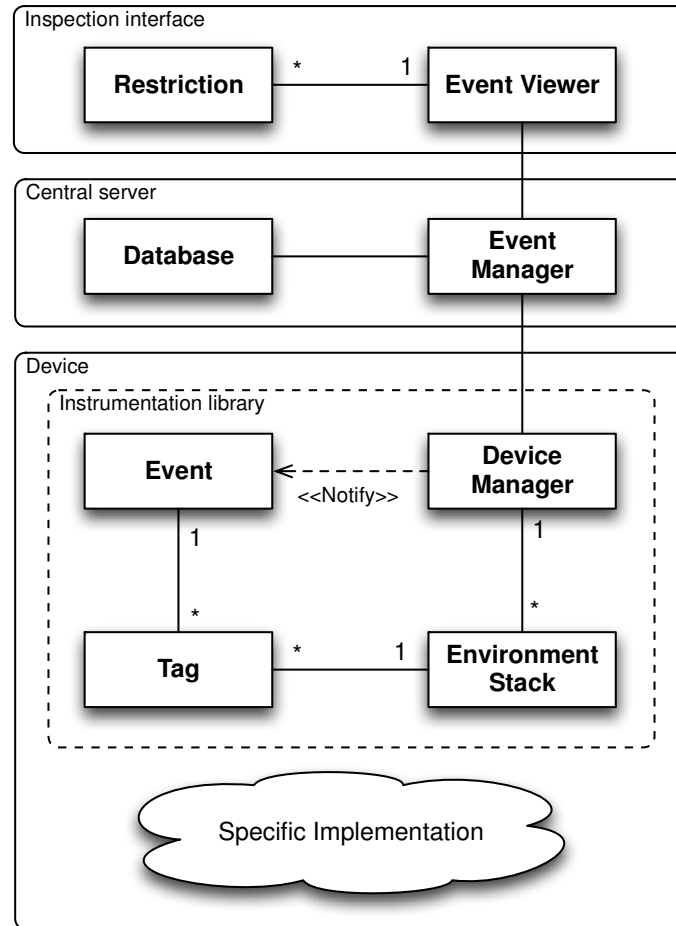 Inspection interface
Restriction
*
1
Event Viewer
Central server
Database
Event
Manager
Device
Instrumentation library
Event
<<Notify>>
Device
Manager
1
1
*
*
Tag
*
1
Environment
Stack
Specific Implementation